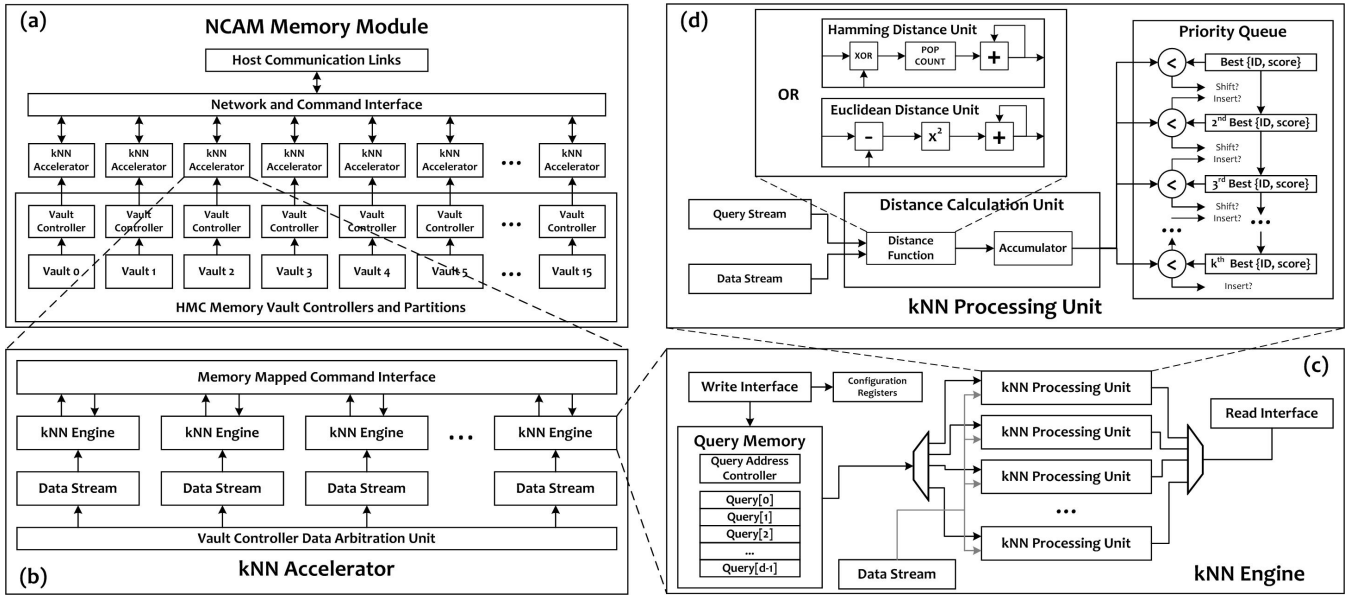 (a)
NCAM Memory Module
Host Communication Links
Network and Command Interface
kNN
Accelerator
kNN
Accelerator
kNN
Accelerator
kNN
Accelerator
kNN
Accelerator
kNN
Accelerator
...
kNN
Accelerator
Vault
Controller
Vault
Controller
Vault
Controller
Vault
Controller
Vault
Controller
Vault
Controller
...
Vault
Controller
Vault 0
Vault 1
Vault 2
Vault 3
Vault 4
Vault 5
...
Vault 15
HMC Memory Vault Controllers and Partitions
(b)
Memory Mapped Command Interface
kNN Engine
kNN Engine
kNN Engine
...
kNN Engine
Data Stream
Data Stream
Data Stream
Data Stream
Vault Controller Data Arbitration Unit
kNN Accelerator
(d)
OR
Hamming Distance Unit
XOR
POP
COUNT
+
Euclidean Distance Unit
-
x²
+
Query Stream
Data Stream
Distance Calculation Unit
Distance
Function
Accumulator
Priority Queue
<
Best {ID, score}
Shift?
Insert?
<
2nd Best {ID, score}
Shift?
Insert?
<
3rd Best {ID, score}
Shift?
Insert?
...
...
<
kth Best {ID, score}
Insert?
kNN Processing Unit
(c)
Write Interface
Configuration
Registers
Query Memory
Query Address
Controller
Query[0]
Query[1]
Query[2]
...
Query[d-1]
Data Stream
kNN Processing Unit
kNN Processing Unit
kNN Processing Unit
...
kNN Processing Unit
Read Interface
kNN Engine